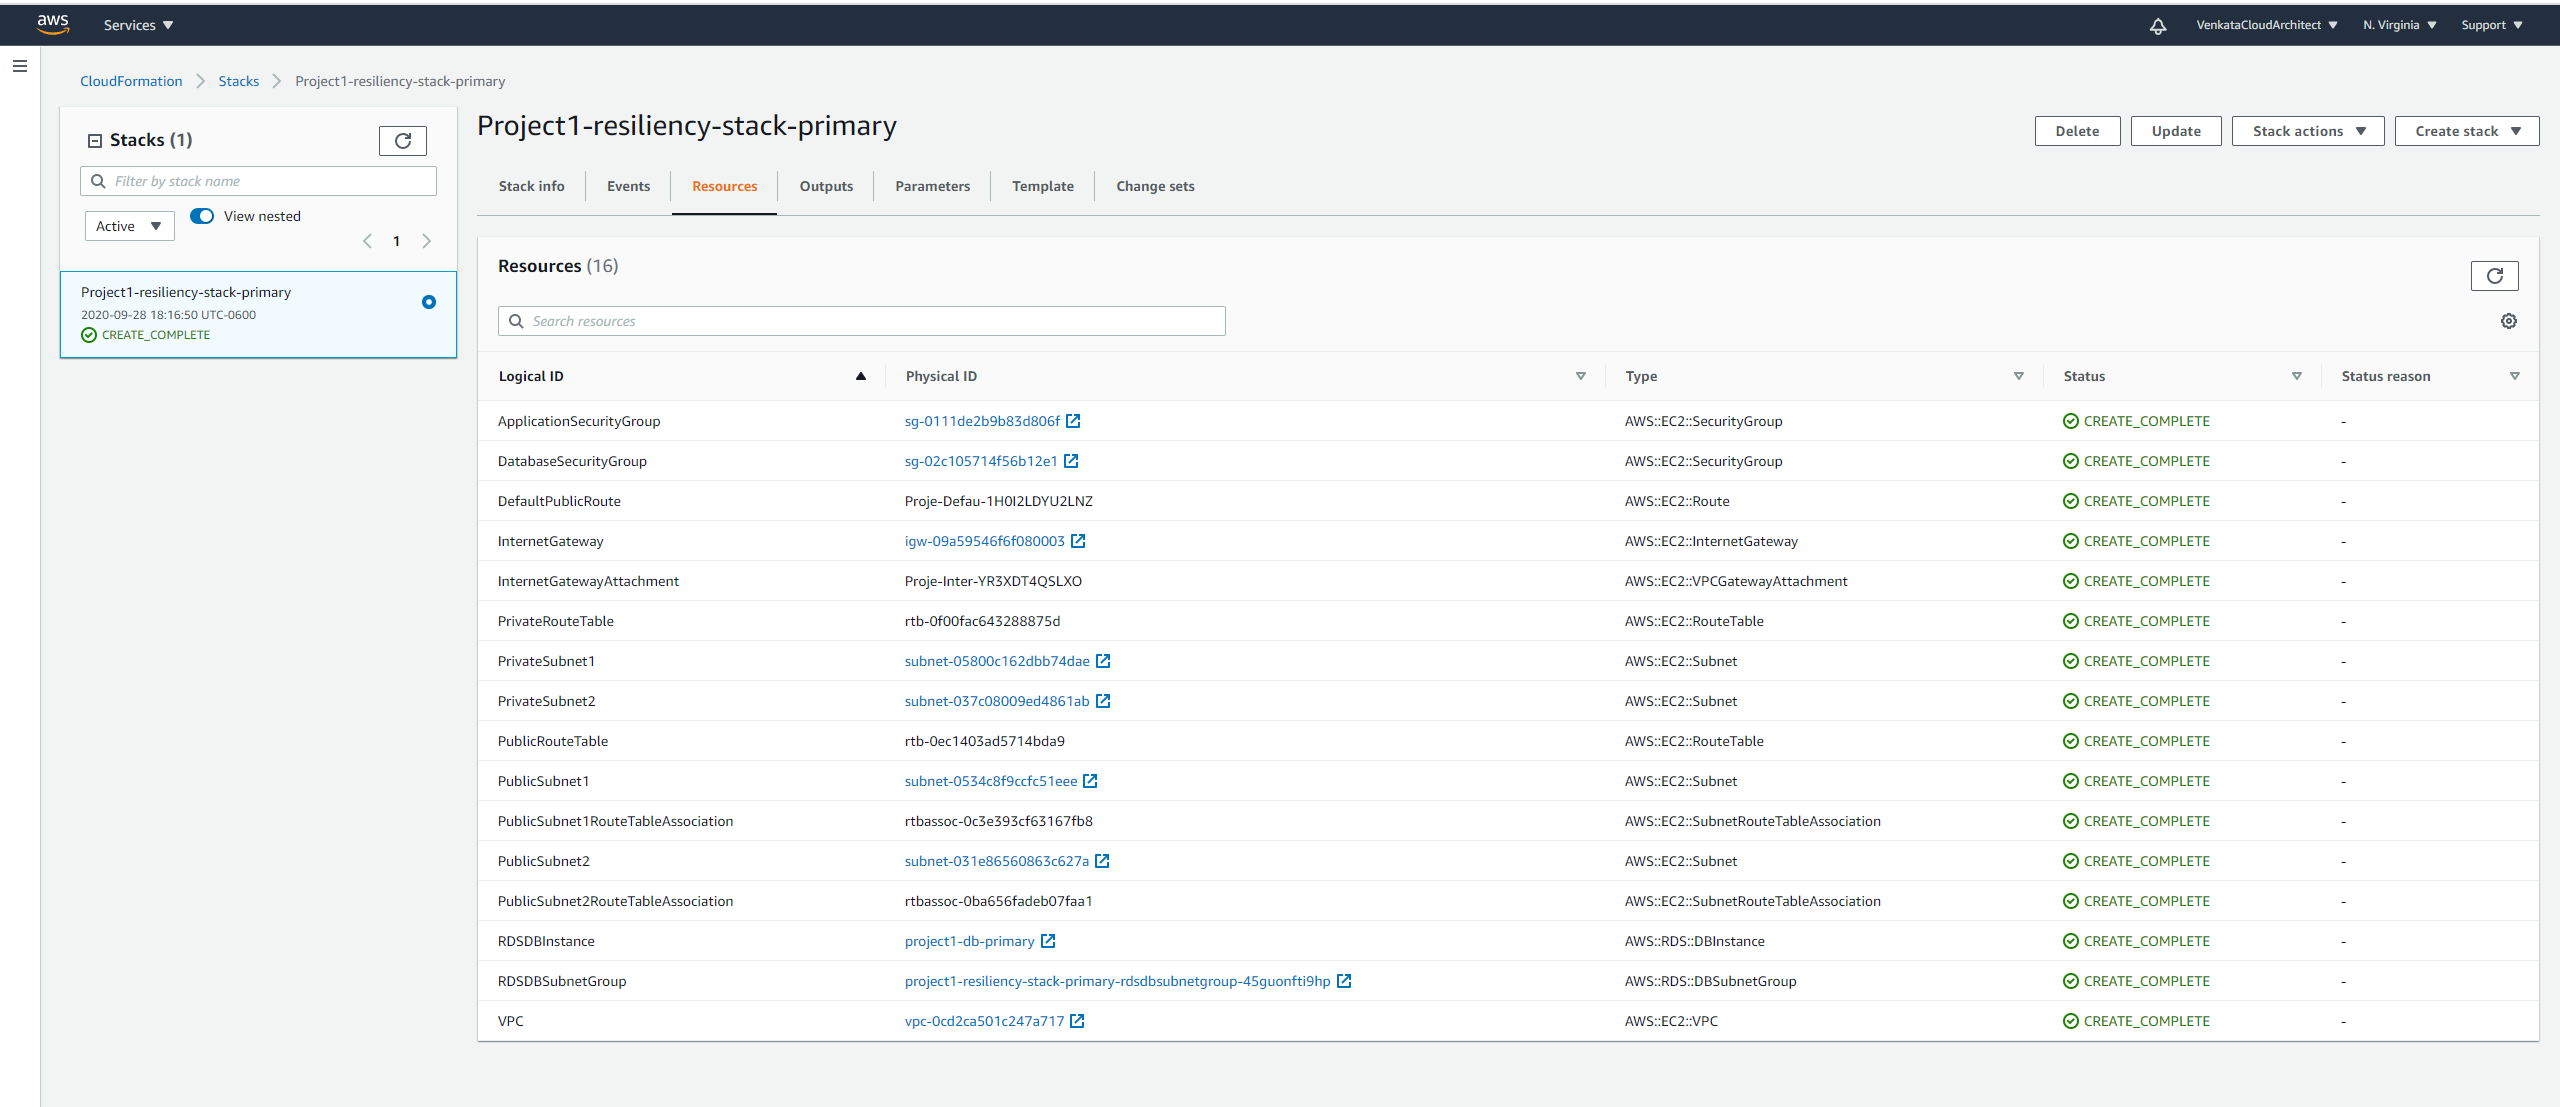 aws Services VenkataCloudArchitect N. Virginia Support
CloudFormation Stacks Project1-resiliency-stack-primary
Stacks (1)
Filter by stack name
Active View nested
1
Project1-resiliency-stack-primary
2020-09-28 18:16:50 UTC-0600
CREATE_COMPLETE
Project1-resiliency-stack-primary
Delete Update Stack actions Create stack
Stack info Events Resources Outputs Parameters Template Change sets
Resources (16)
Search resources
Logical ID Physical ID Type Status Status reason
ApplicationSecurityGroup sg-0111de2b9b83d806f AWS::EC2::SecurityGroup CREATE_COMPLETE -
DatabaseSecurityGroup sg-02c105714f56b12e1 AWS::EC2::SecurityGroup CREATE_COMPLETE -
DefaultPublicRoute Proje-Defau-1H0I2LDYU2LNZ AWS::EC2::Route CREATE_COMPLETE -
InternetGateway igw-09a59546f6f080003 AWS::EC2::InternetGateway CREATE_COMPLETE -
InternetGatewayAttachment Proje-Inter-YR3XDT4QSLXO AWS::EC2::VPCGatewayAttachment CREATE_COMPLETE -
PrivateRouteTable rtb-0f00fac643288875d AWS::EC2::RouteTable CREATE_COMPLETE -
PrivateSubnet1 subnet-05800c162dbb74dae AWS::EC2::Subnet CREATE_COMPLETE -
PrivateSubnet2 subnet-037c08009ed4861ab AWS::EC2::Subnet CREATE_COMPLETE -
PublicRouteTable rtb-0ec1403ad5714bda9 AWS::EC2::RouteTable CREATE_COMPLETE -
PublicSubnet1 subnet-0534c8f9ccfc51eee AWS::EC2::Subnet CREATE_COMPLETE -
PublicSubnet1RouteTableAssociation rtbassoc-0c3e393cf63167fb8 AWS::EC2::SubnetRouteTableAssociation CREATE_COMPLETE -
PublicSubnet2 subnet-031e86560863c627a AWS::EC2::Subnet CREATE_COMPLETE -
PublicSubnet2RouteTableAssociation rtbassoc-0ba656fadeb07faa1 AWS::EC2::SubnetRouteTableAssociation CREATE_COMPLETE -
RDSDBInstance project1-db-primary AWS::RDS::DBInstance CREATE_COMPLETE -
RDSDBSubnetGroup project1-resiliency-stack-primary-rdsdbsubnetgroup-45guonfti9hp AWS::RDS::DBSubnetGroup CREATE_COMPLETE -
VPC vpc-0cd2ca501c247a717 AWS::EC2::VPC CREATE_COMPLETE -